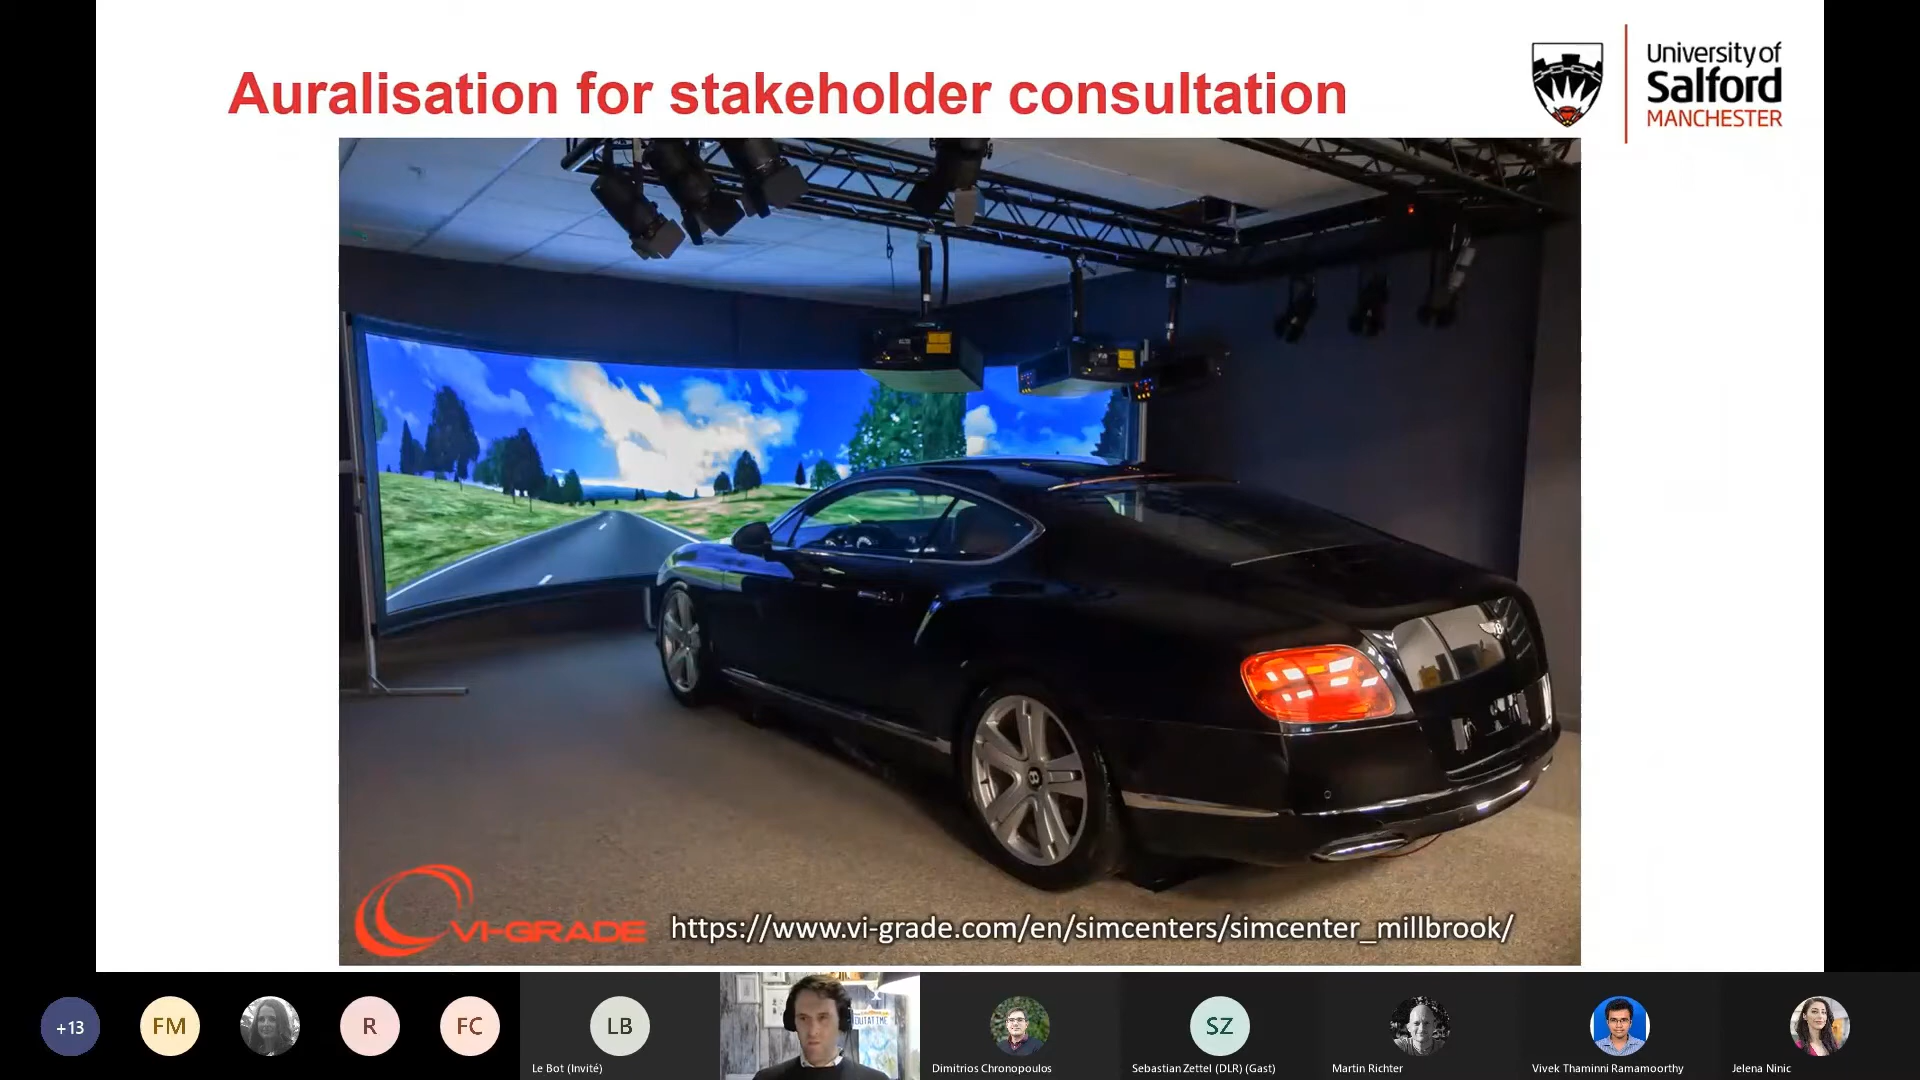 Auralisation for stakeholder consultation
University of
Salford
MANCHESTER
VI-GRADE
https://www.vi-grade.com/en/simcenters/simcenter_millbrook/
+13
FM
R
FC
LB
SZ
Le Bot (Invité)
Dimitrios Chronopoulos
Sebastian Zettel (DLR) (Gast)
Martin Richter
Vivek Thaminni Ramamoorthy
Jelena Ninic